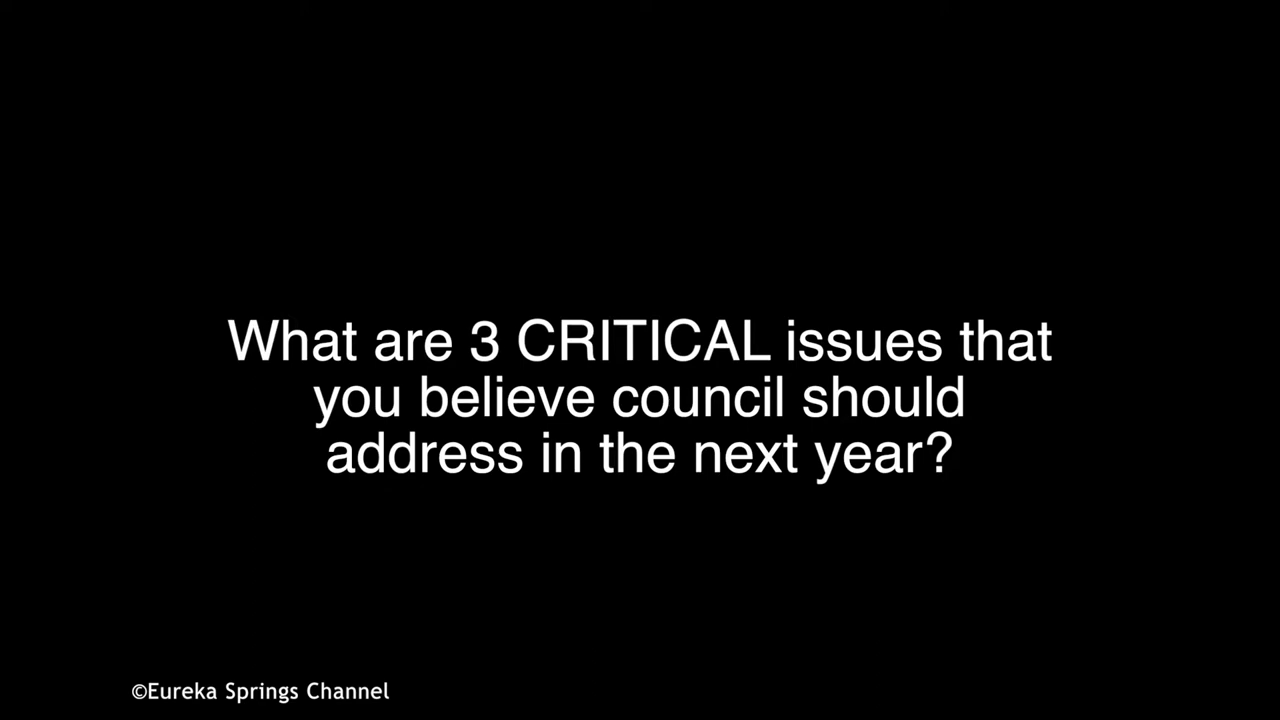 What are 3 CRITICAL issues that
you believe council should
address in the next year?
©Eureka Springs Channel